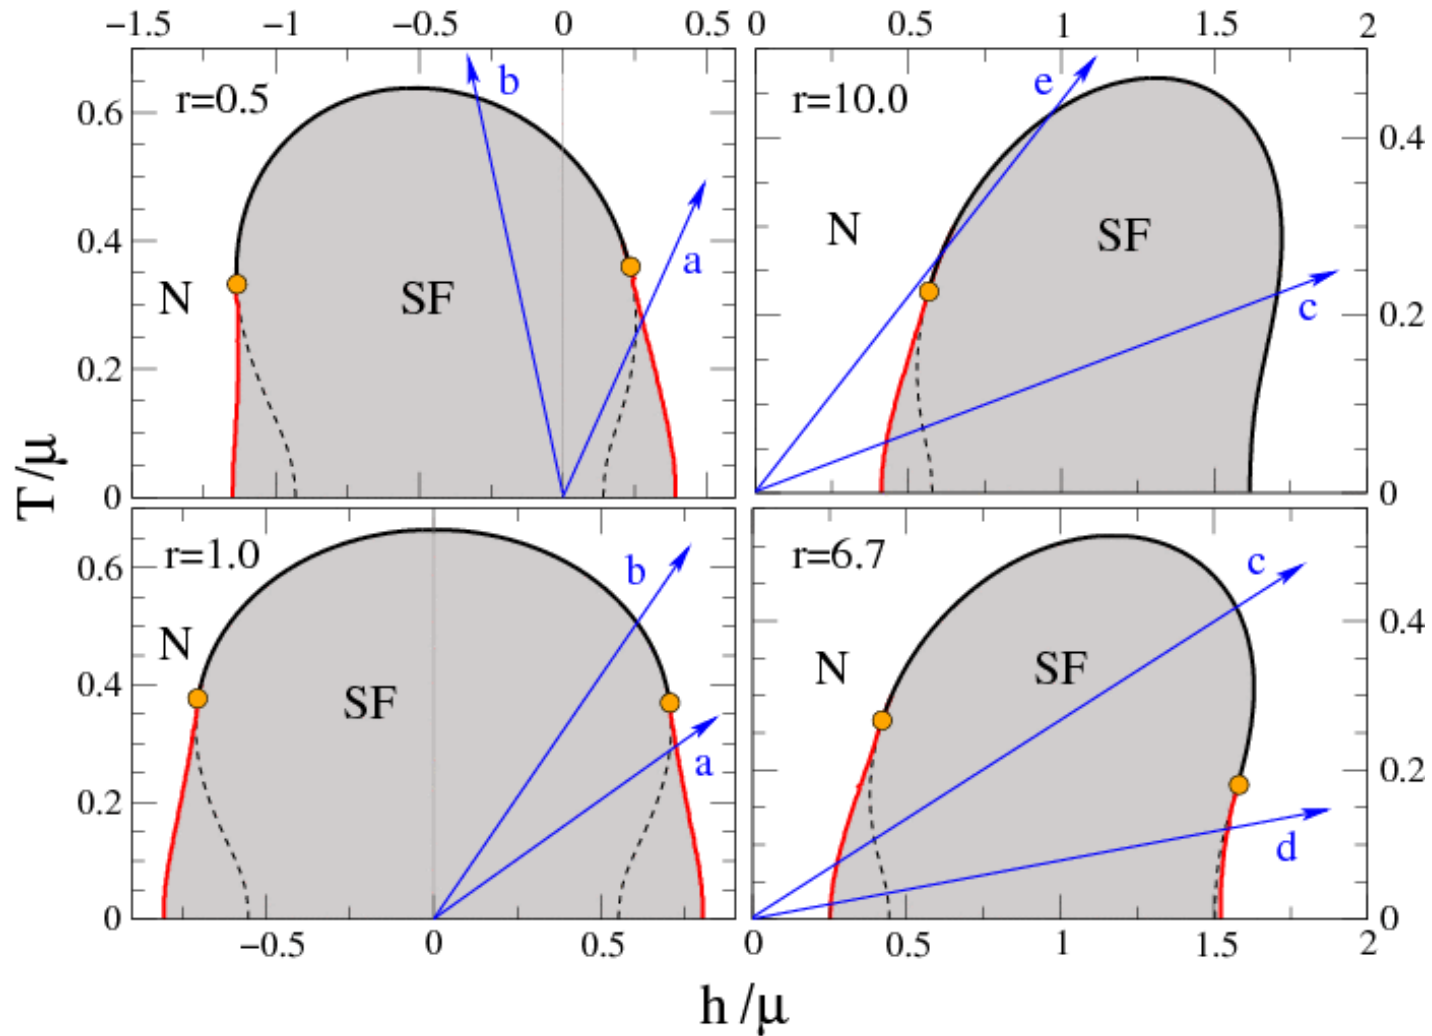 −1.5 −1 −0.5 0 0.5 0 0.5 1 1.5 2
r=0.5 b a N SF
0.6 0.4 0.2 0
r=10.0 e c N SF
0.4 0.2 0
T/μ
r=1.0 b a N SF
0.6 0.4 0.2 0
r=6.7 c d N SF
0.4 0.2 0
−0.5 0 0.5 0 0.5 1 1.5 2
h/μ